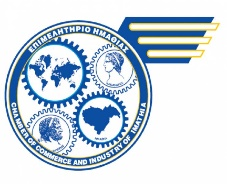 ΕΠΙΜΕΛΗΤΗΡΙΟ ΗΜΑΘΙΑΣ
CHAMBER OF COMMERCE AND INDUSTRY OF IMATHIA